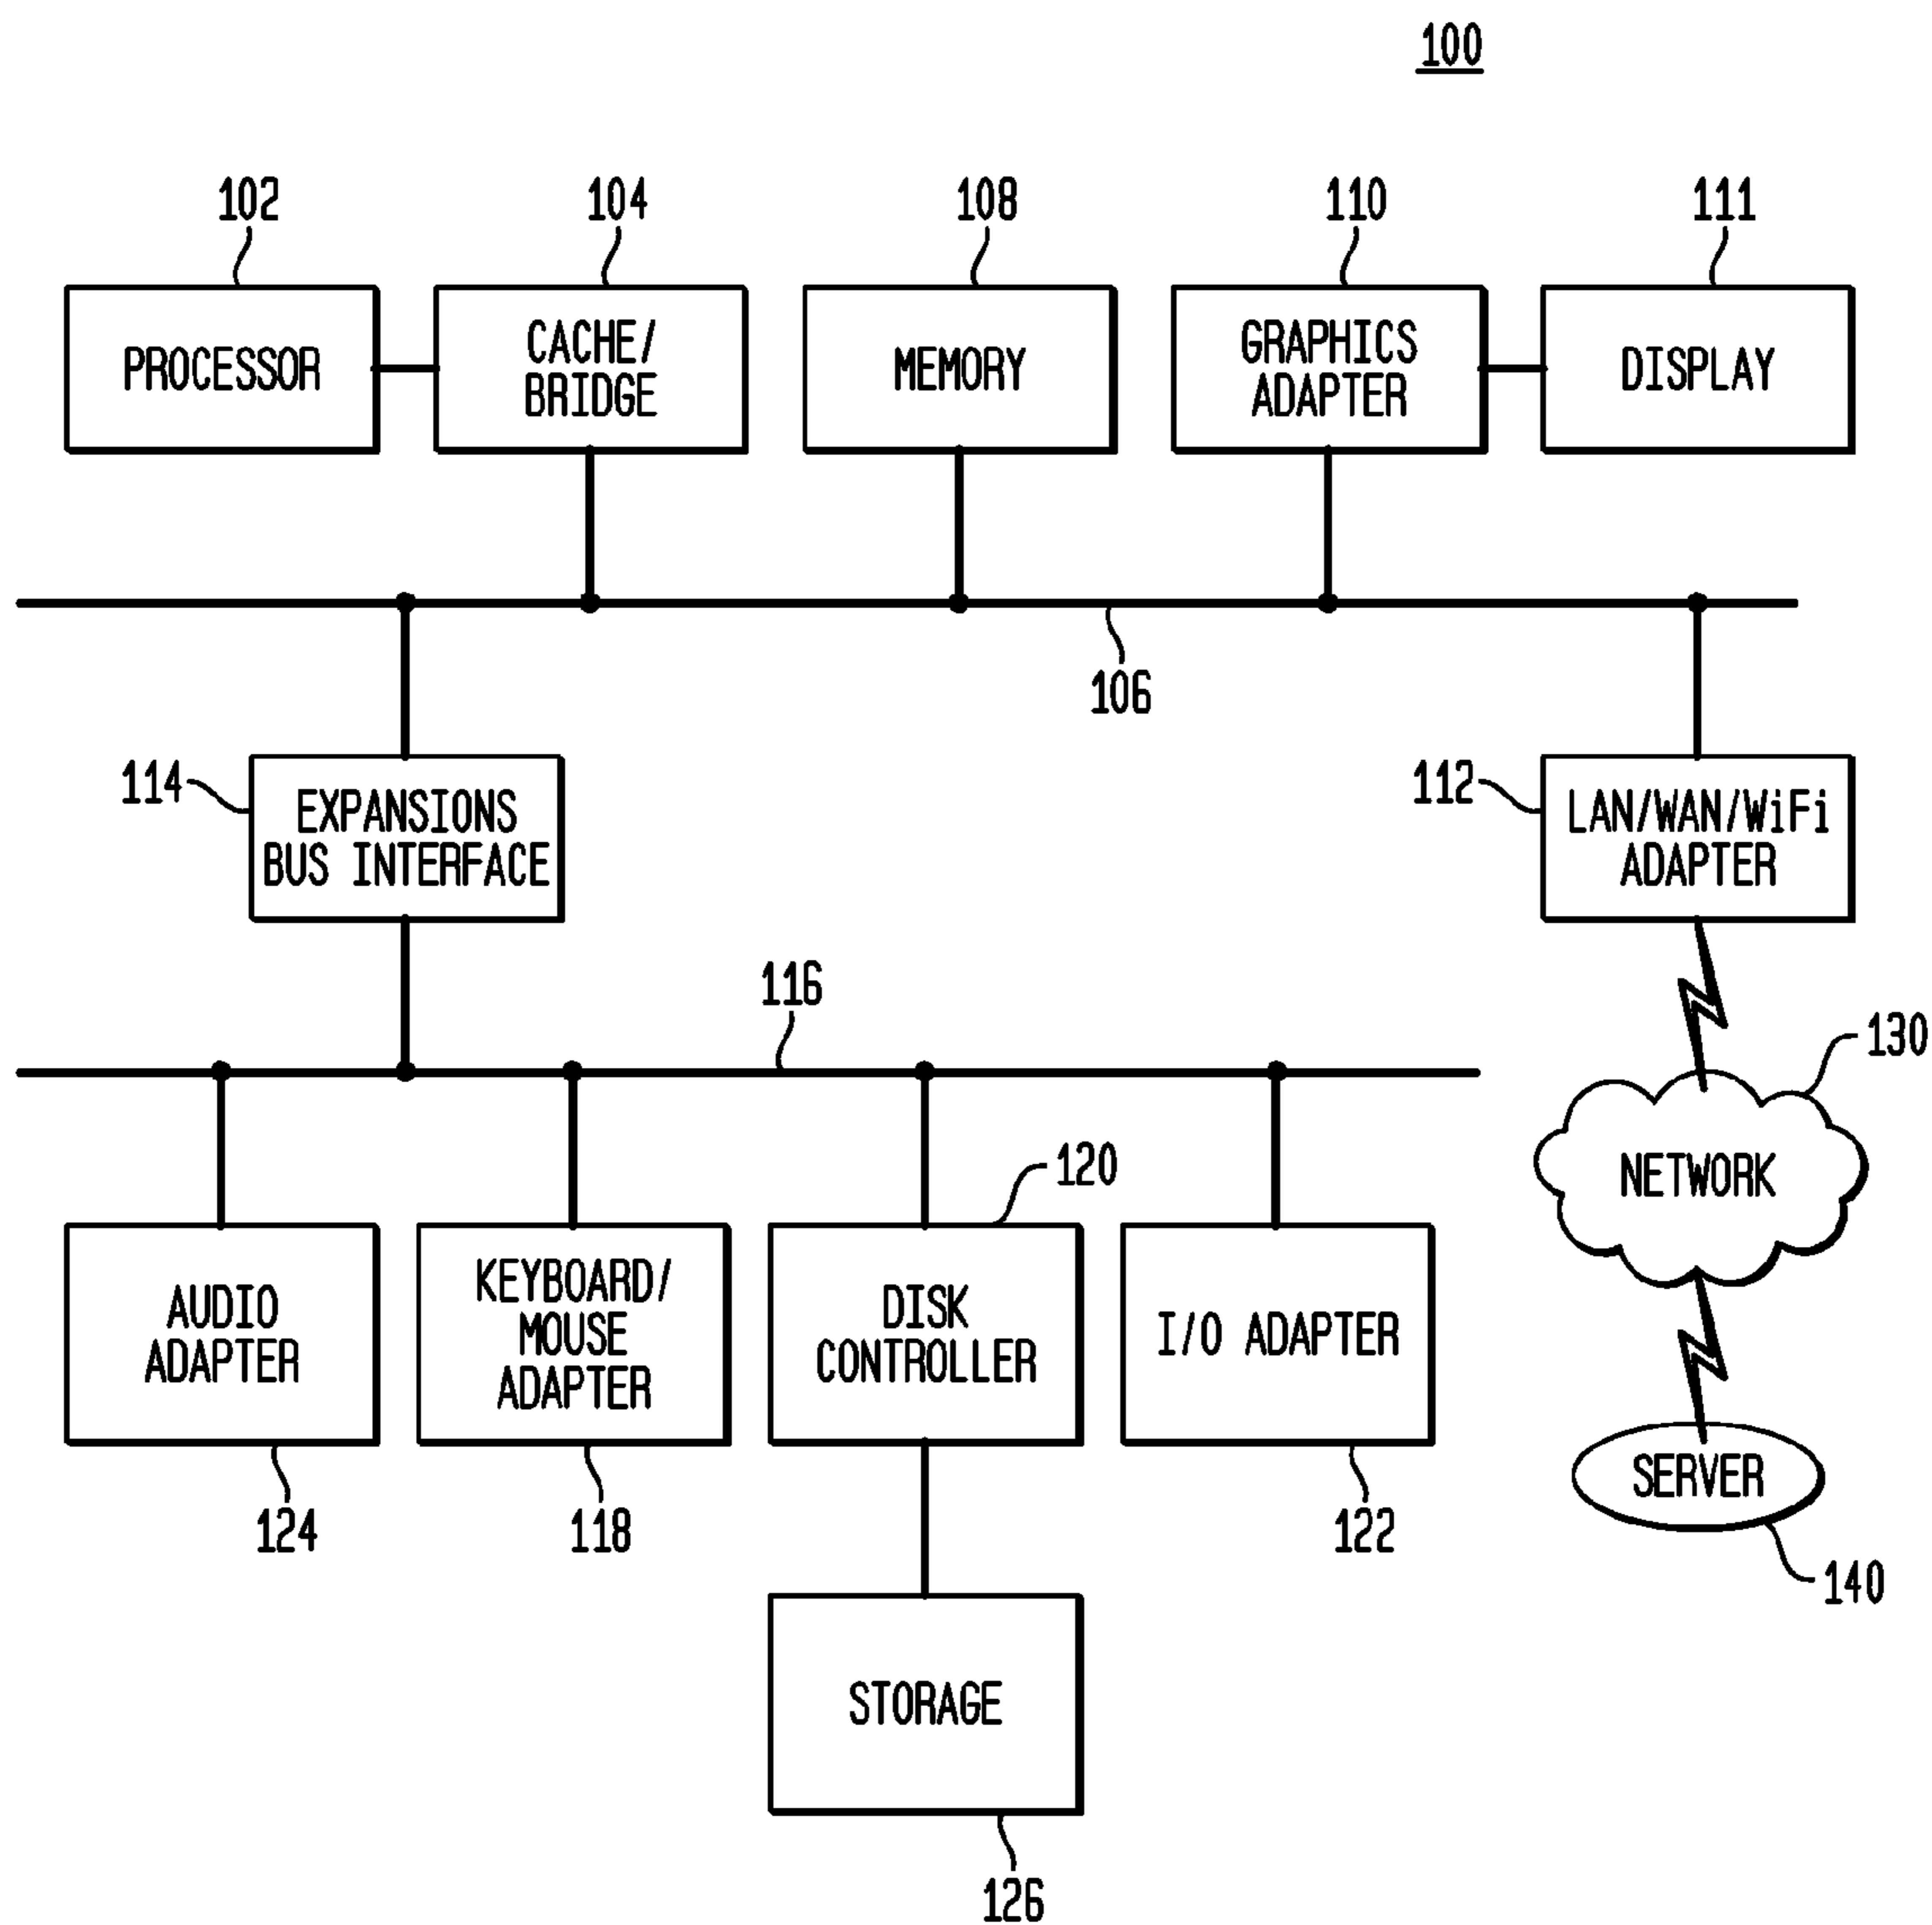 100
102
104
108
110
111
PROCESSOR
CACHE/
BRIDGE
MEMORY
GRAPHICS
ADAPTER
DISPLAY
106
114
EXPANSIONS
BUS INTERFACE
112
LAN/WAN/WiFi
ADAPTER
116
130
NETWORK
120
AUDIO
ADAPTER
KEYBOARD/
MOUSE
ADAPTER
DISK
CONTROLLER
I/O ADAPTER
SERVER
124
118
122
140
STORAGE
126